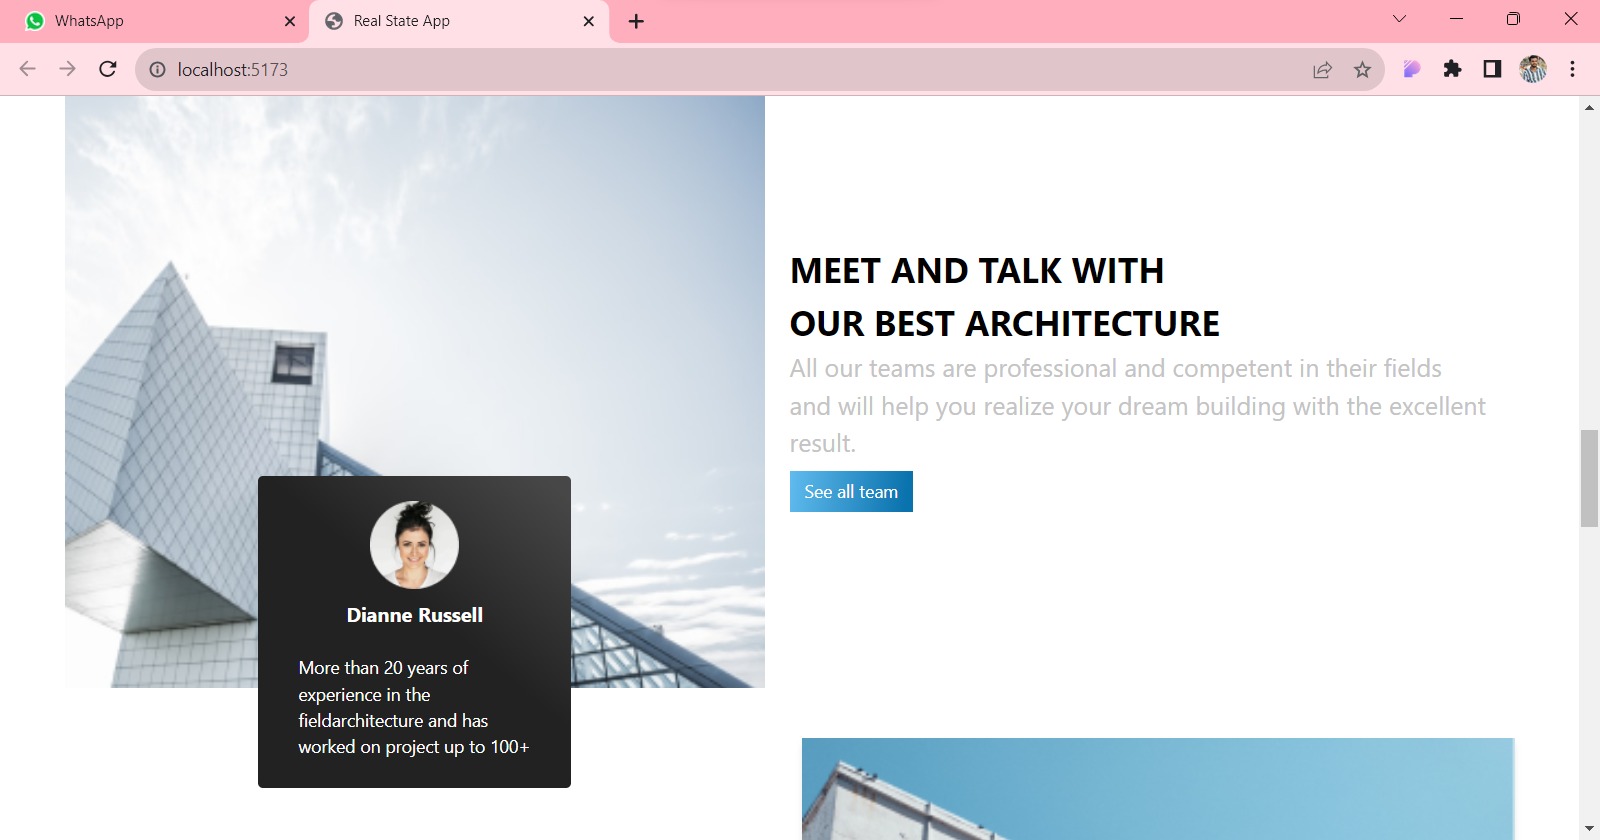 WhatsApp
Real State App
localhost:5173
MEET AND TALK WITH
OUR BEST ARCHITECTURE
All our teams are professional and competent in their fields
and will help you realize your dream building with the excellent
result.
See all team
Dianne Russell
More than 20 years of
experience in the
fieldarchitecture and has
worked on project up to 100+